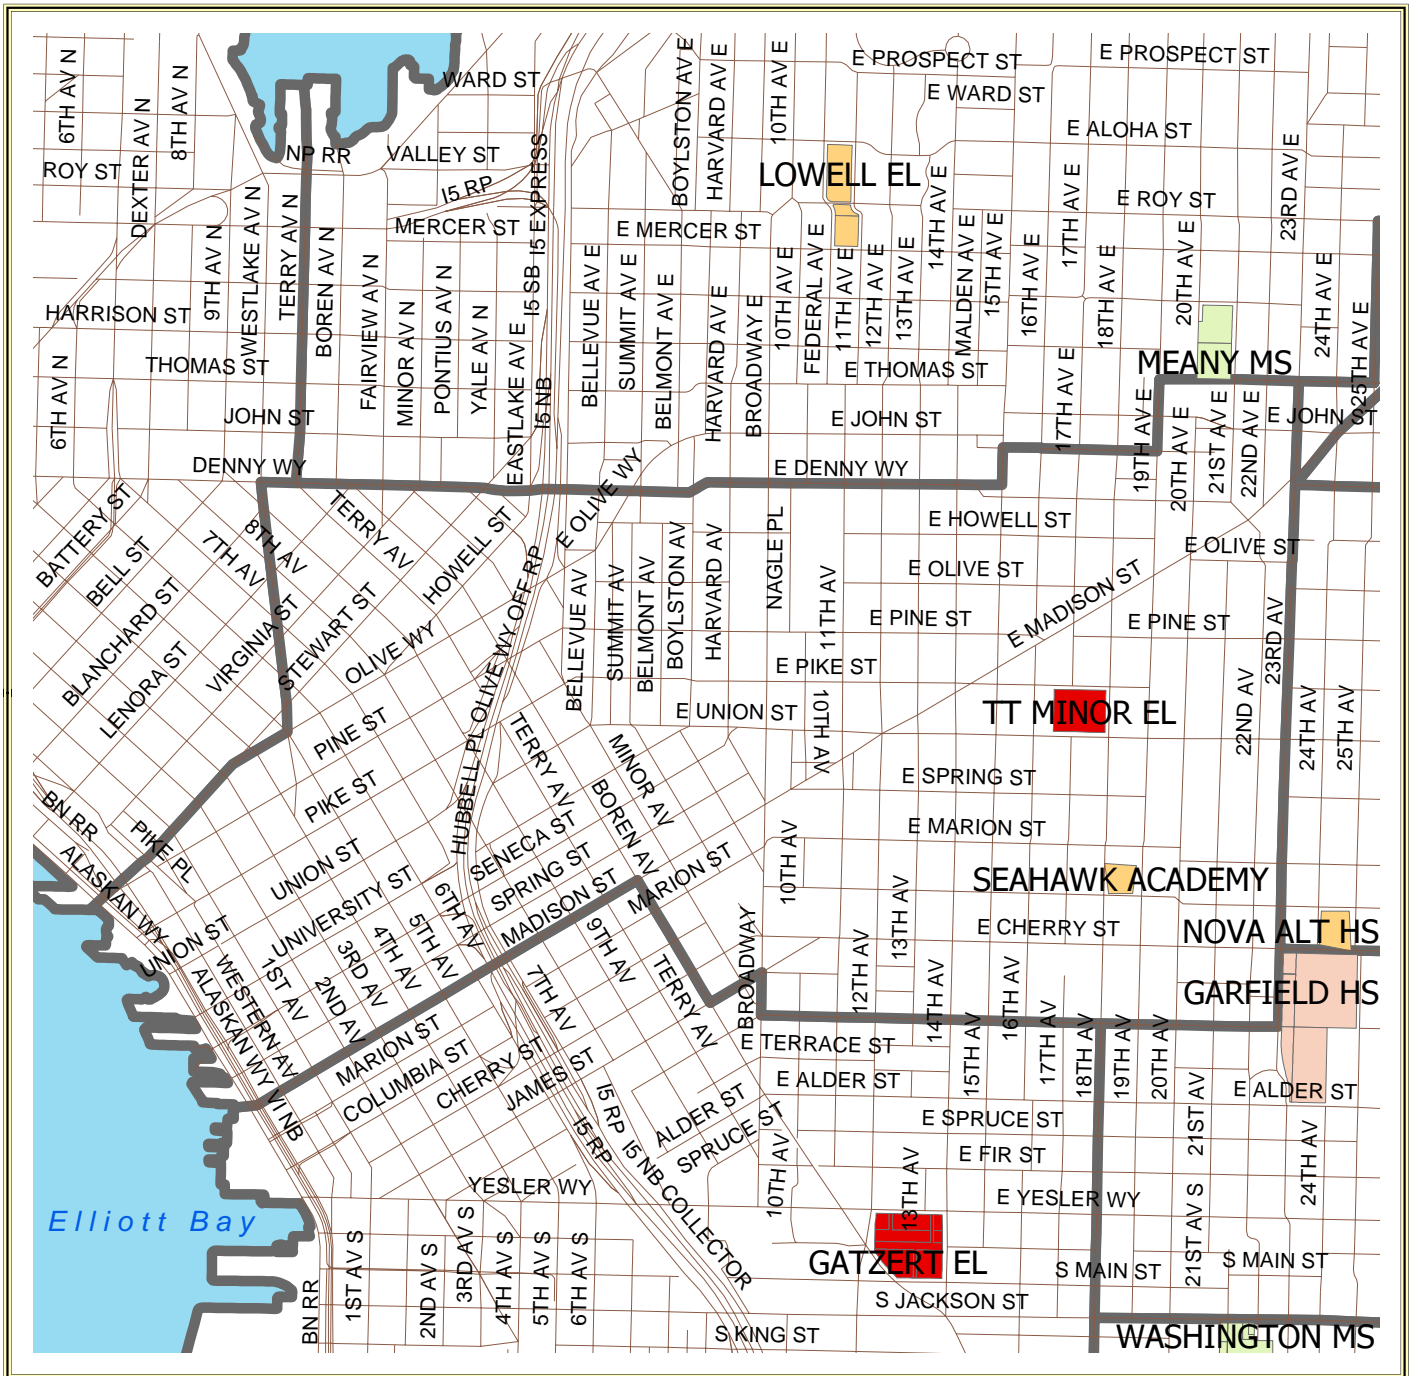 6TH AV N
8TH AV N
DEXTER AV N
ROY ST
NP RR
WARD ST
VALLEY ST
I5 RP
MERCER ST
I5 EXPRESS
BOYLSTON AV E
HARVARD AV E
10TH AV E
E PROSPECT ST
E PROSPECT ST
E WARD ST
E ALOHA ST
LOWELL EL
14TH AV E
17TH AV E
E ROY ST
23RD AV E
E MERCER ST
9TH AV N
WESTLAKE AV N
TERRY AV N
BOREN AV N
FAIRVIEW AV N
MINOR AV N
PONTIUS AV N
YALE AV N
EASTLAKE AV E
I5 SB
I5 NB
BELLEVUE AV E
SUMMIT AV E
BELMONT AV E
HARVARD AV E
BROADWAY E
10TH AV E
FEDERAL AV E
11TH AV E
12TH AV E
13TH AV E
MALDEN AV E
15TH AV E
16TH AV E
18TH AV E
20TH AV E
24TH AV E
25TH AV E
HARRISON ST
THOMAS ST
E THOMAS ST
MEANY MS
6TH AV N
JOHN ST
E JOHN ST
17TH AV E
19TH AV E
20TH AV E
21ST AV E
22ND AV E
E JOHN ST
DENNY WY
E DENNY WY
BATTERY ST
BELL ST
BLANCHARD ST
LENORA ST
7TH AV
8TH AV
TERRY AV
HOWELL ST
E OLIVE WY
VIRGINIA ST
STEWART ST
OLIVE WY
HUBBELL PL
OLIVE WY OFF RP
BELLEVUE AV
SUMMIT AV
BELMONT AV
BOYLSTON AV
HARVARD AV
NAGLE PL
11TH AV
E HOWELL ST
E OLIVE ST
E OLIVE ST
E PINE ST
E MADISON ST
E PINE ST
23RD AV
E PIKE ST
22ND AV
E UNION ST
10TH AV
TT MINOR EL
24TH AV
25TH AV
PINE ST
PIKE ST
TERRY AV
MINOR AV
BOREN AV
E SPRING ST
BN RR
PIKE PL
UNION ST
SENECA ST
SPRING ST
MADISON ST
MARION ST
10TH AV
E MARION ST
ALASKAN WY
UNIVERSITY ST
6TH AV
5TH AV
4TH AV
3RD AV
2ND AV
1ST AV
WESTERN AV
UNION ST
ALASKAN WY VI NB
SEAHAWK ACADEMY
13TH AV
E CHERRY ST
NOVA ALT HS
9TH AV
TERRY AV
7TH AV
E BROADWAY
12TH AV
14TH AV
16TH AV
GARFIELD HS
MARION ST
COLUMBIA ST
CHERRY ST
JAMES ST
E TERRACE ST
15TH AV
17TH AV
18TH AV
19TH AV
20TH AV
E ALDER ST
21ST AV
E ALDER ST
I5 RP
I5 RP
I5 NB COLLECTOR
ALDER ST
SPRUCE ST
E SPRUCE ST
E FIR ST
24TH AV
YESLER WY
10TH AV
13TH AV
E YESLER WY
Elliott Bay
BN RR
1ST AV S
2ND AV S
3RD AV S
4TH AV S
5TH AV S
6TH AV S
GATZERT EL
S MAIN ST
21ST AV S
S MAIN ST
S JACKSON ST
S KING ST
WASHINGTON MS